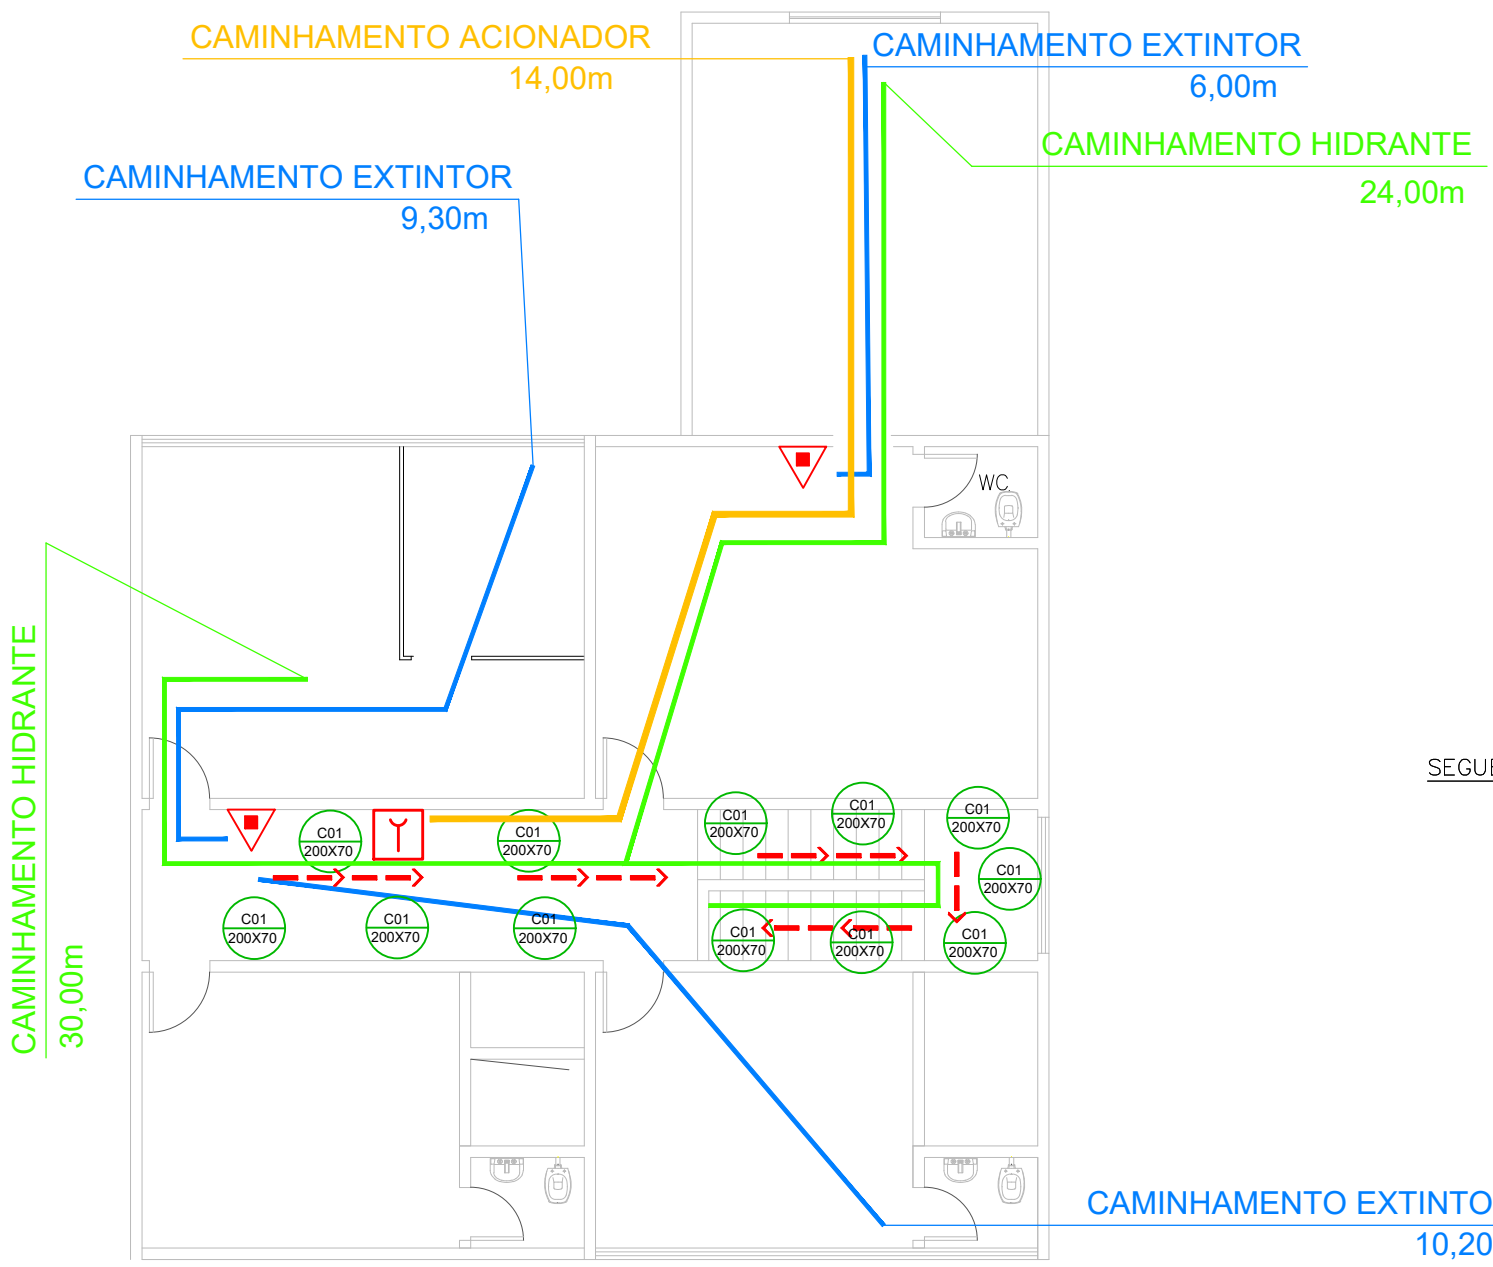 CAMINHAMENTO ACIONADOR
14,00m
CAMINHAMENTO EXTINTOR
6,00m
CAMINHAMENTO HIDRANTE
24,00m
CAMINHAMENTO EXTINTOR
9,30m
WC.
CAMINHAMENTO HIDRANTE
30,00m
SEGUE
C01
200X70
C01
200X70
C01
200X70
C01
200X70
C01
200X70
C01
200X70
C01
200X70
C01
200X70
C01
200X70
C01
200X70
C01
200X70
C01
200X70
C01
200X70
CAMINHAMENTO EXTINTO
10,20